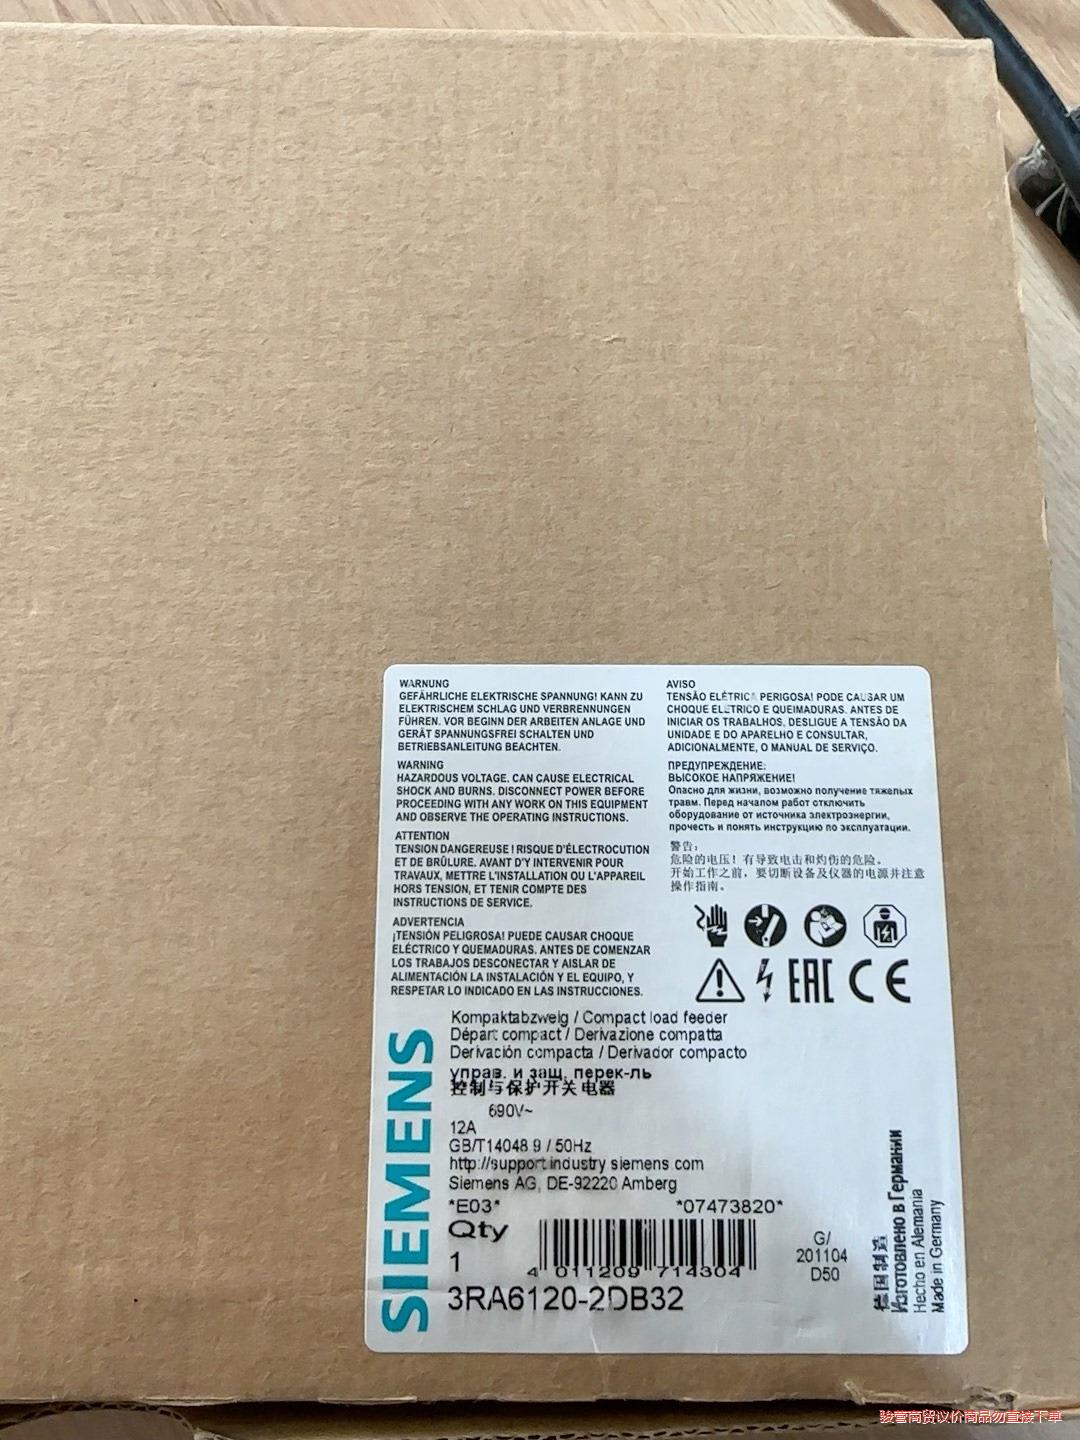 WARNUNG
GEFÄHRLICHE ELEKTRISCHE SPANNUNG! KANN ZU
ELEKTRISCHEM SCHLAG UND VERBRENNUNGEN
FÜHREN. VOR BEGINN DER ARBEITEN ANLAGE UND
GERÄT SPANNUNGSFREI SCHALTEN UND
BETRIEBSANLEITUNG BEACHTEN.
WARNING
HAZARDOUS VOLTAGE. CAN CAUSE ELECTRICAL
SHOCK AND BURNS. DISCONNECT POWER BEFORE
PROCEEDING WITH ANY WORK ON THIS EQUIPMENT
AND OBSERVE THE OPERATING INSTRUCTIONS.
ATTENTION
TENSION DANGEREUSE ! RISQUE D'ÉLECTROCUTION
ET DE BRÛLURE. AVANT D'Y INTERVENIR POUR
TRAVAUX, METTRE L'INSTALLATION OU L'APPAREIL
HORS TENSION, ET TENIR COMPTE DES
INSTRUCTIONS DE SERVICE.
ADVERTENCIA
¡TENSIÓN PELIGROSA! PUEDE CAUSAR CHOQUE
ELÉCTRICO Y QUEMADURAS. ANTES DE COMENZAR
LOS TRABAJOS DESCONECTAR Y AISLAR DE
ALIMENTACIÓN LA INSTALACIÓN Y EL EQUIPO, Y
RESPETAR LO INDICADO EN LAS INSTRUCCIONES.
AVISO
TENSÃO ELÉTRICA PERIGOSA! PODE CAUSAR UM
CHOQUE ELÉTRICO E QUEIMADURAS. ANTES DE
INICIAR OS TRABALHOS, DESLIGUE A TENSÃO DA
UNIDADE E DO APARELHO E CONSULTAR,
ADICIONALMENTE, O MANUAL DE SERVIÇO.
ПРЕДУПРЕЖДЕНИЕ:
ВЫСОКОЕ НАПРЯЖЕНИЕ!
Опасно для жизни, возможно получение тяжелых
травм. Перед началом работ отключить
оборудование от источника электроэнергии,
прочесть и понять инструкцию по эксплуатации.
警告：
危险的电压！有导致电击和灼伤的危险。
开始工作之前，要切断设备及仪器的电源并注意
操作指南。
EAC CE
SIEMENS
Kompaktabzweig / Compact load feeder
Départ compact / Derivazione compatta
Derivación compacta / Derivador compacto
управ. и защ. перек-ль
控制与保护开关电器
690V~
12A
GB/T14048.9 / 50Hz
http://support.industry.siemens.com
Siemens AG, DE-92220 Amberg
*E03* *07473820*
Qty
1
4 011209 714304
G/
201104
D50
3RA6120-2DB32
德国制造
Изготовлено в Германии
Hecho en Alemania
Made in Germany
骏营商贸议价商品勿直接下单